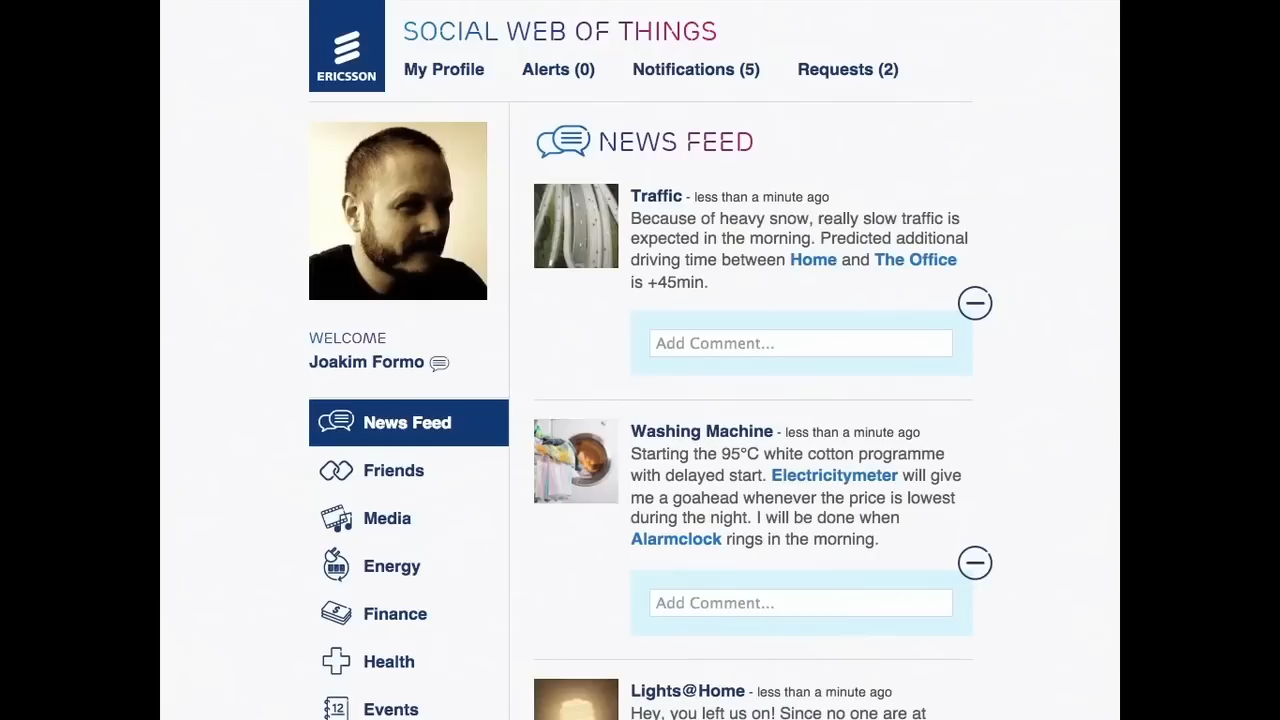 SOCIAL WEB OF THINGS
ERICSSON
My Profile
Alerts (0)
Notifications (5)
Requests (2)
WELCOME
Joakim Formo
News Feed
Friends
Media
Energy
Finance
Health
12
Events
NEWS FEED
Traffic - less than a minute ago
Because of heavy snow, really slow traffic is
expected in the morning. Predicted additional
driving time between Home and The Office
is +45min.
Add Comment...
Washing Machine - less than a minute ago
Starting the 95°C white cotton programme
with delayed start. Electricitymeter will give
me a goahead whenever the price is lowest
during the night. I will be done when
Alarmclock rings in the morning.
Add Comment...
Lights@Home - less than a minute ago
Hey, you left us on! Since no one are at